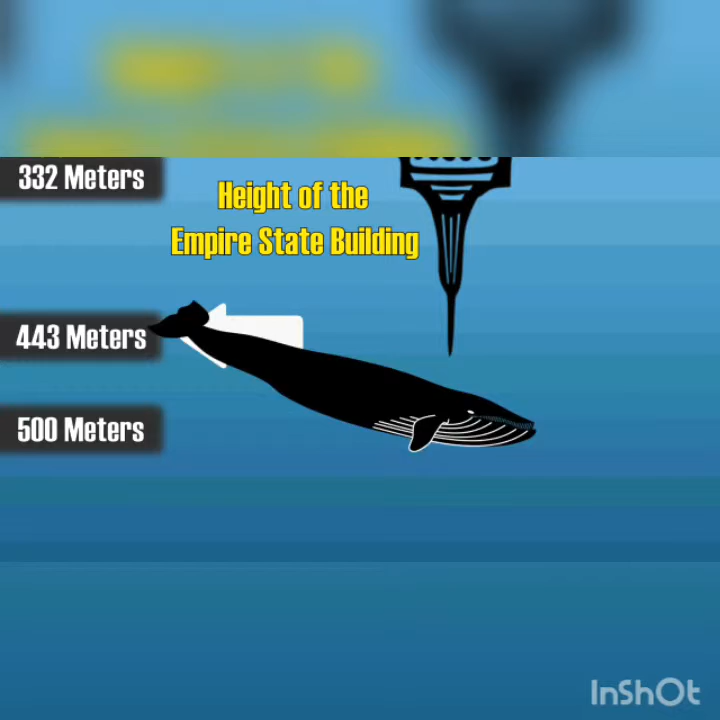 332 Meters
Height of the
Empire State Building
443 Meters
500 Meters
InShOt